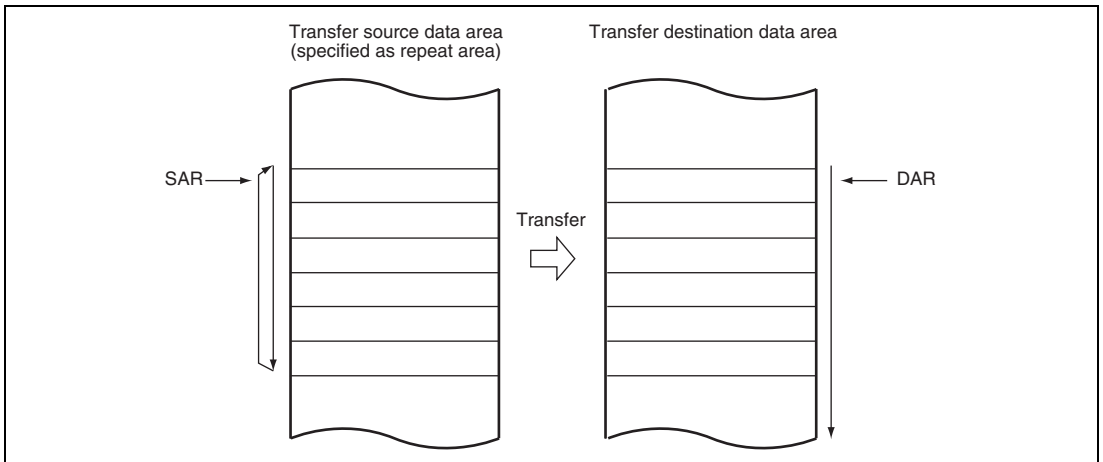 Transfer source data area
(specified as repeat area)
Transfer destination data area
SAR
Transfer
DAR